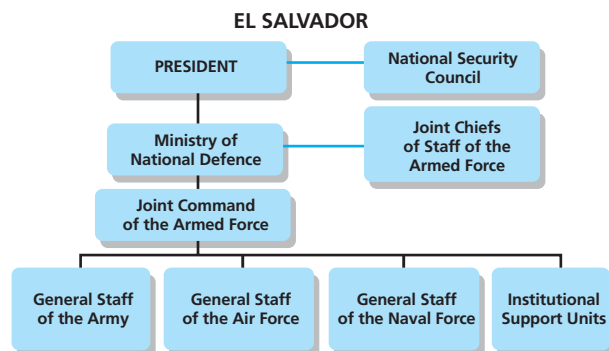 EL SALVADOR
PRESIDENT
National Security
Council
Ministry of
National Defence
Joint Chiefs
of Staff of the
Armed Force
Joint Command
of the Armed Force
General Staff
of the Army
General Staff
of the Air Force
General Staff
of the Naval Force
Institutional
Support Units